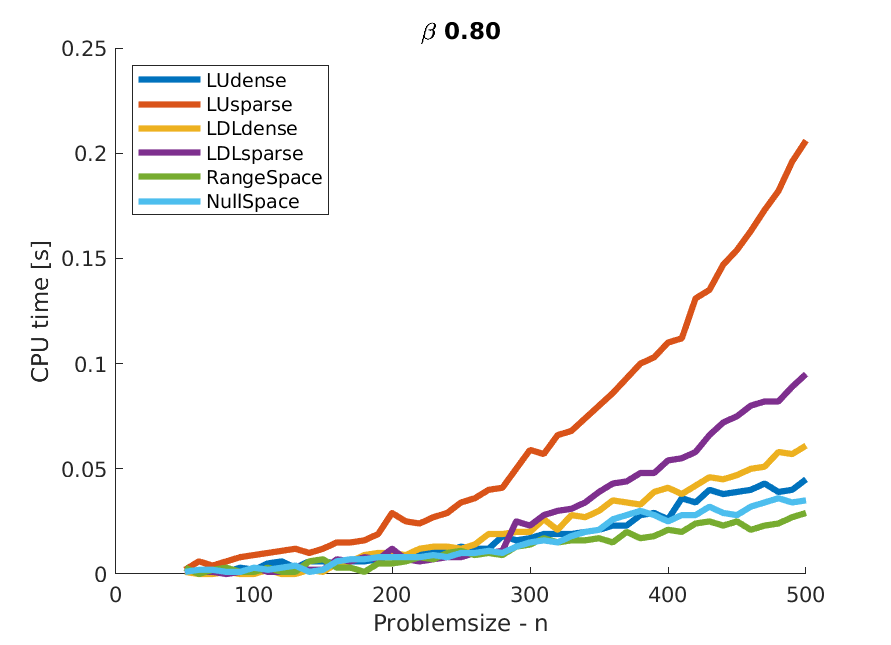 β 0.80
0.25
0.2
0.15
0.1
0.05
0
LUdense
LUsparse
LDLdense
LDLsparse
RangeSpace
NullSpace
CPU time [s]
0 100 200 300 400 500
Problemsize - n